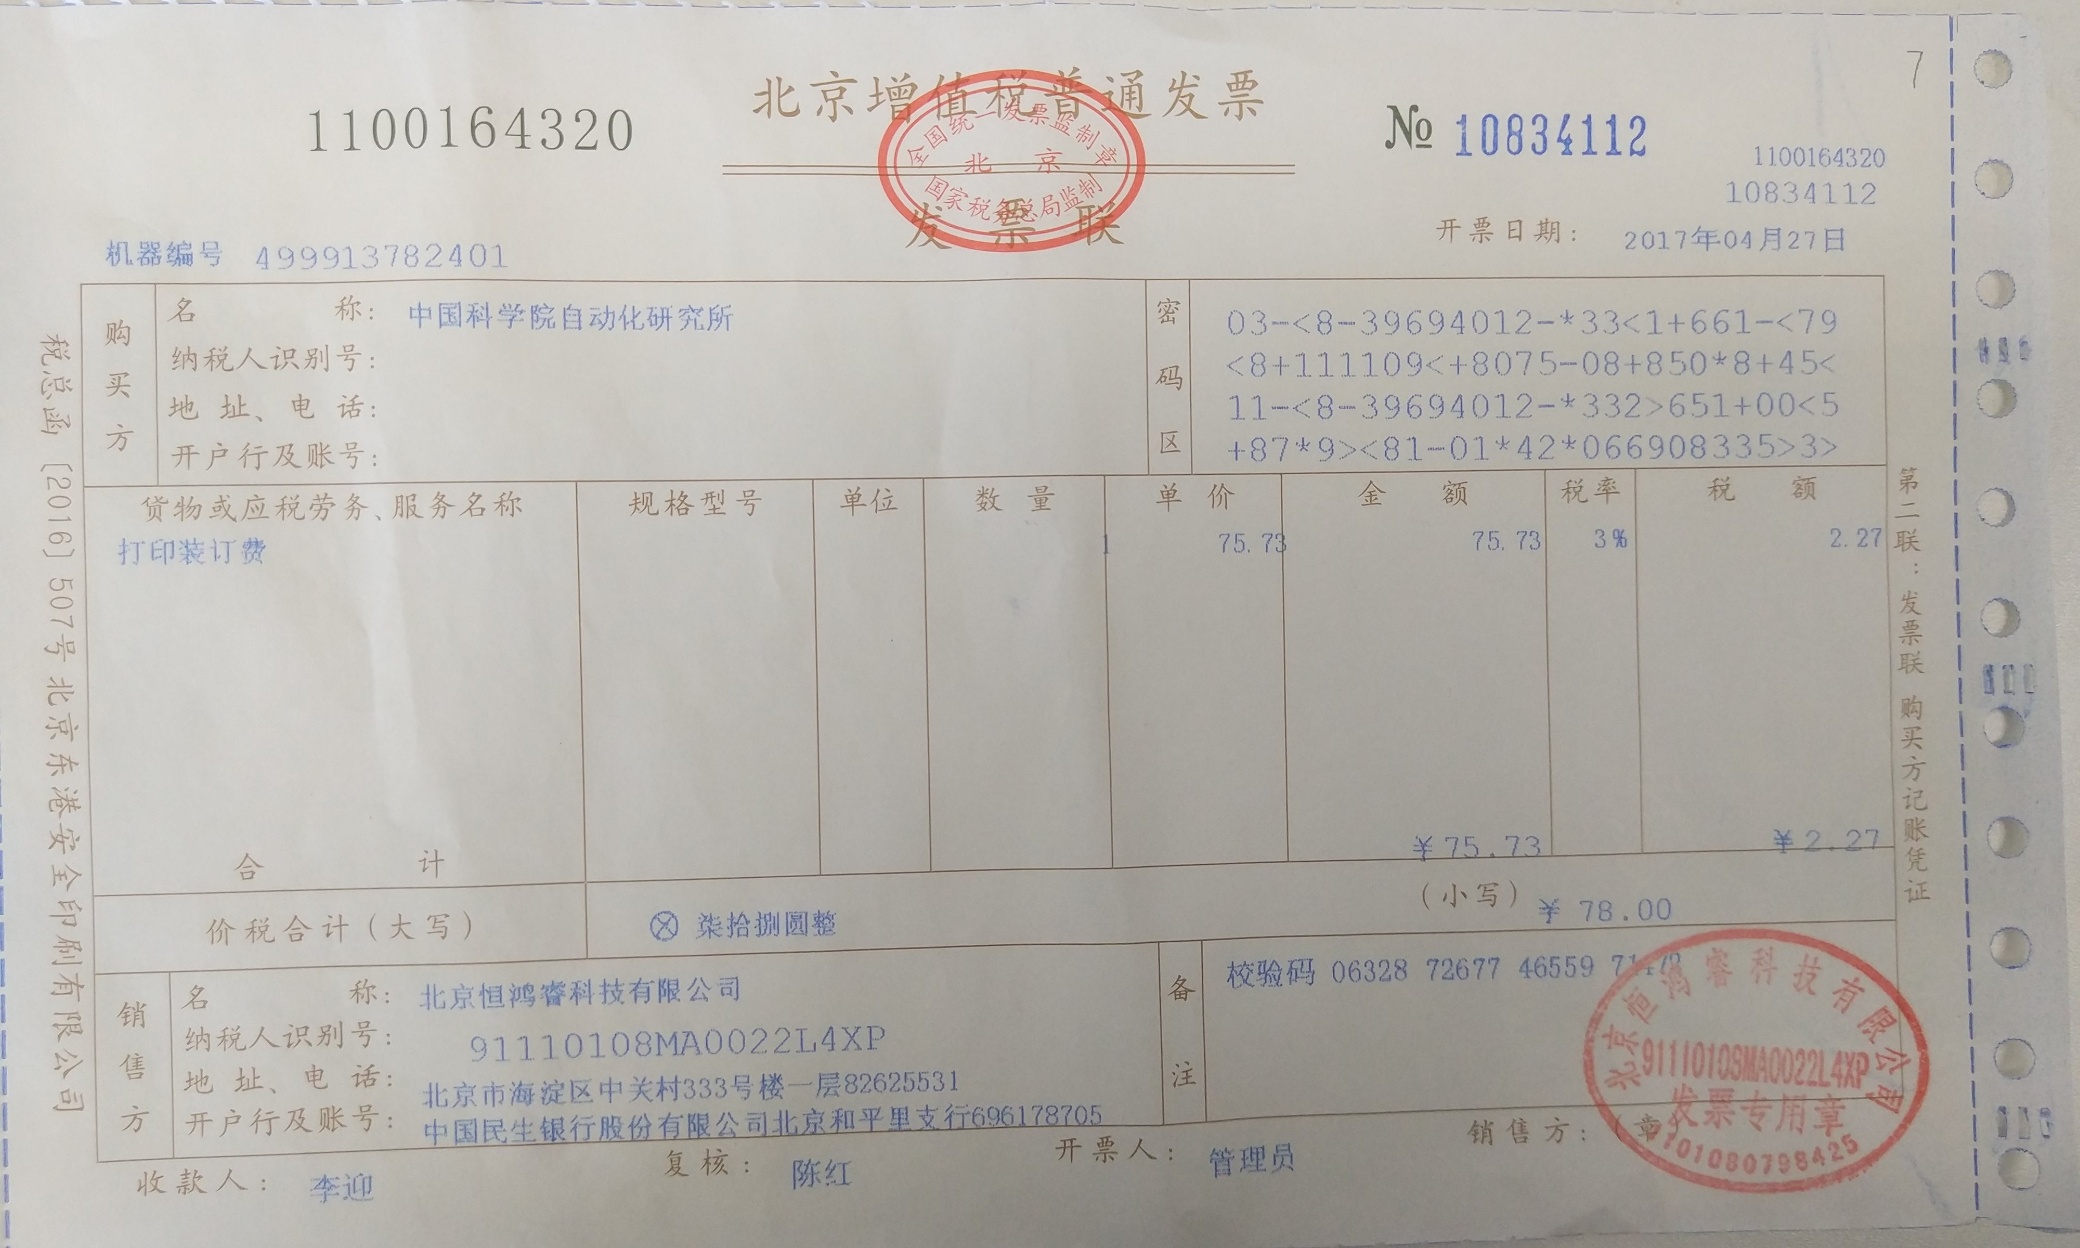 7
北京增值税普通发票
1100164320
№ 10834112
1100164320
10834112
全国统一发票监制章
北 京
国家税务总局监制
发 票 联
开票日期: 2017年04月27日
机器编号 499913782401
购买方
名 称: 中国科学院自动化研究所
纳税人识别号:
地 址、电 话:
开户行及账号:
密码区
03-<8-39694012-*33<1+661-<79
<8+111109<+8075-08+850*8+45<
11-<8-39694012-*332>651+00<5
+87*9><81-01*42*066908335>3>
货物或应税劳务、服务名称 规格型号 单位 数 量 单 价 金 额 税率 税 额
打印装订费 1 75.73 75.73 3% 2.27
合 计 ¥75.73 ¥2.27
价税合计(大写) ⊗ 柒拾捌圆整 (小写) ¥ 78.00
销售方
名 称: 北京恒鸿睿科技有限公司
纳税人识别号: 91110108MA0022L4XP
地 址、电 话: 北京市海淀区中关村333号楼一层82625531
开户行及账号: 中国民生银行股份有限公司北京和平里支行696178705
备注
校验码 06328 72677 46559
北京恒鸿睿科技有限公司
91110108MA0022L4XP
发票专用章
1101080798425
收款人: 李迎 复核: 陈红 开票人: 管理员 销售方:(章)
税总函〔2016〕507号北京东港安全印刷有限公司
第二联:发票联 购买方记账凭证